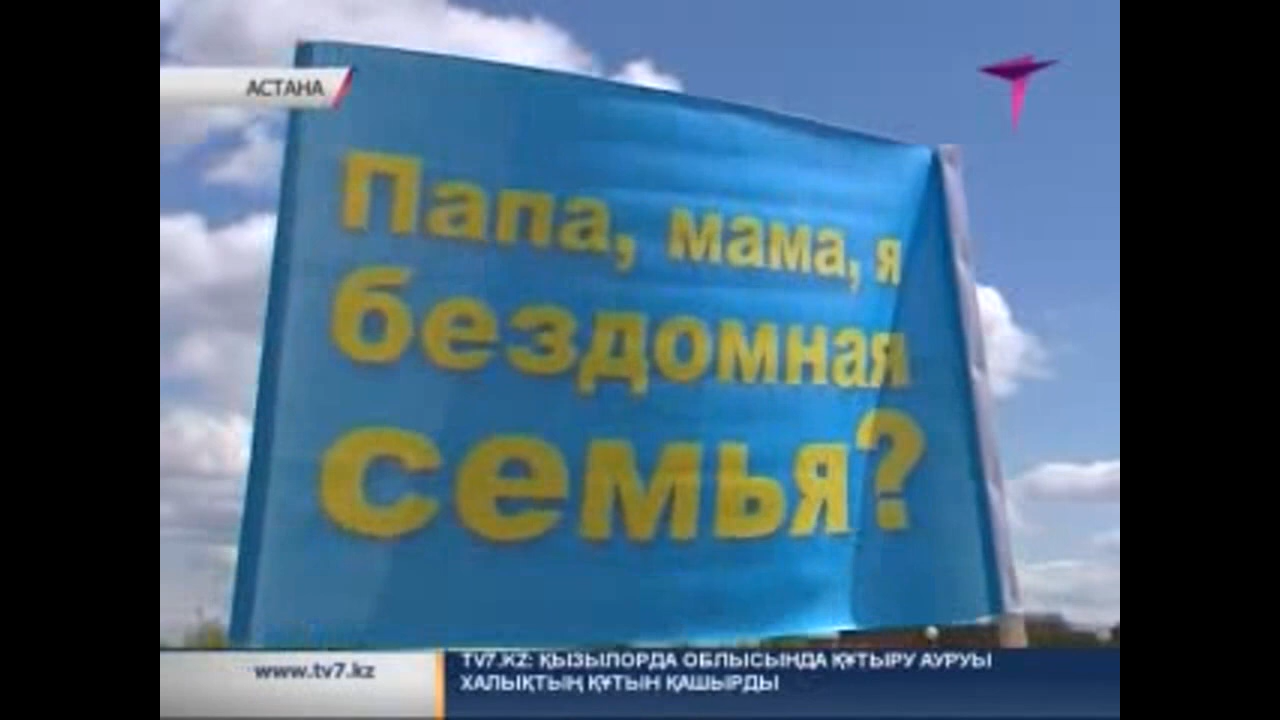 АСТАНА
Папа, мама, я
бездомная
семья?
www.tv7.kz
TV7.KZ: ҚЫЗЫЛОРДА ОБЛЫСЫНДА ҚҰТЫРУ АУРУЫ
ХАЛЫҚТЫҢ ҚҰТЫН ҚАШЫРДЫ